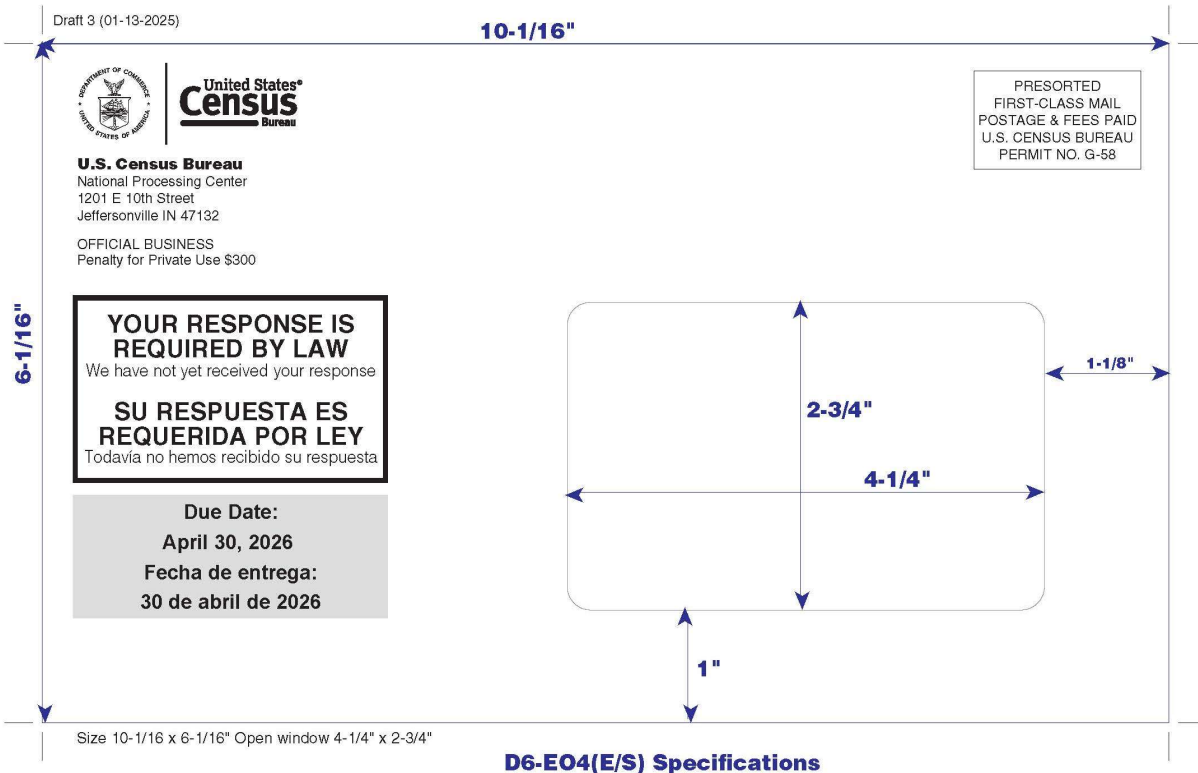 Draft 3 (01-13-2025)
10-1/16"
DEPARTMENT OF COMMERCE
UNITED STATES OF AMERICA
United States®
Census
Bureau
PRESORTED
FIRST-CLASS MAIL
POSTAGE & FEES PAID
U.S. CENSUS BUREAU
PERMIT NO. G-58
U.S. Census Bureau
National Processing Center
1201 E 10th Street
Jeffersonville IN 47132
OFFICIAL BUSINESS
Penalty for Private Use $300
6-1/16"
YOUR RESPONSE IS
REQUIRED BY LAW
We have not yet received your response
SU RESPUESTA ES
REQUERIDA POR LEY
Todavía no hemos recibido su respuesta
Due Date:
April 30, 2026
Fecha de entrega:
30 de abril de 2026
2-3/4"
4-1/4"
1-1/8"
1"
Size 10-1/16 x 6-1/16" Open window 4-1/4" x 2-3/4"
D6-EO4(E/S) Specifications